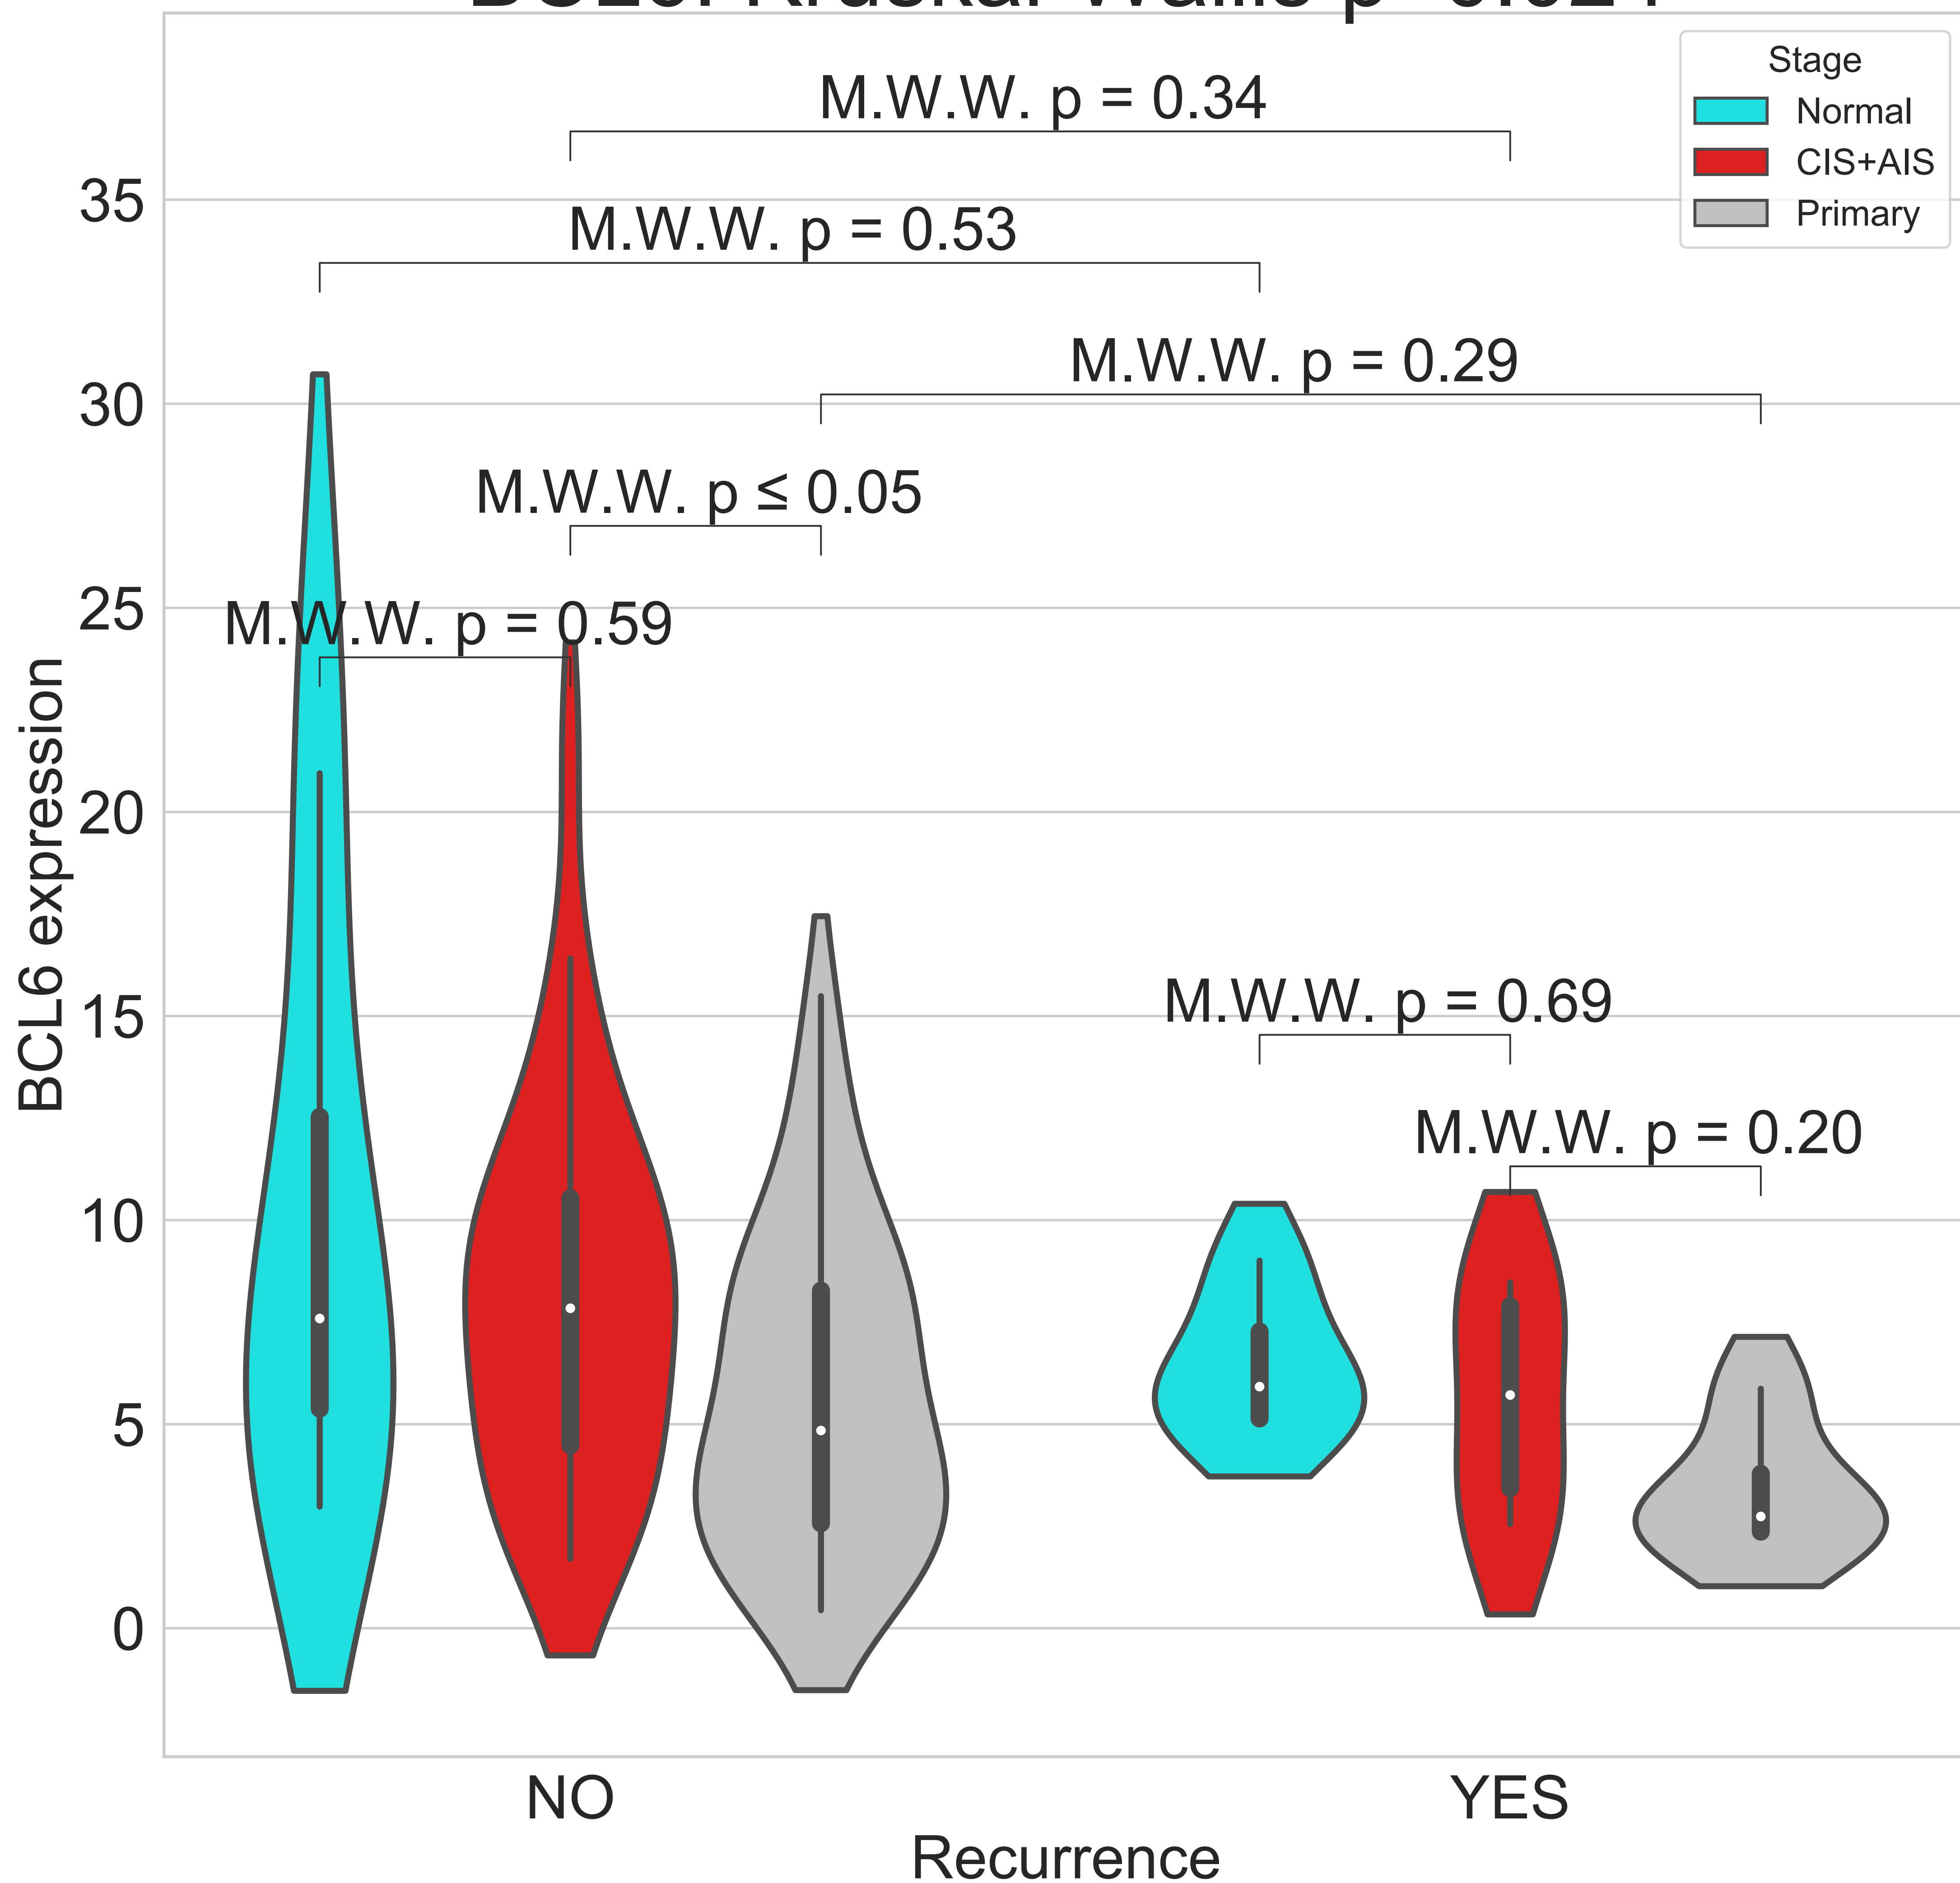 Stage
Normal
CIS+AIS
Primary
M.W.W. p = 0.34
M.W.W. p = 0.53
M.W.W. p = 0.29
M.W.W. p ≤ 0.05
M.W.W. p = 0.59
M.W.W. p = 0.69
M.W.W. p = 0.20
BCL6 expression
35
30
25
20
15
10
5
0
NO
YES
Recurrence